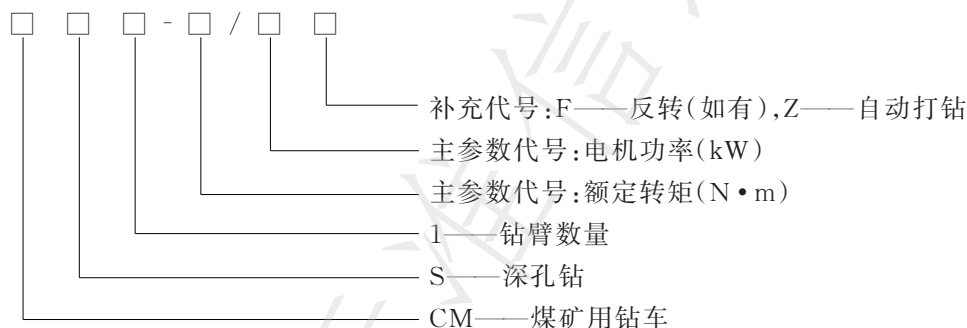 □ □ □ - □ / □ □
补充代号:F——反转(如有),Z——自动打钻
主参数代号:电机功率(kW)
主参数代号:额定转矩(N•m)
1——钻臂数量
S——深孔钻
CM——煤矿用钻车